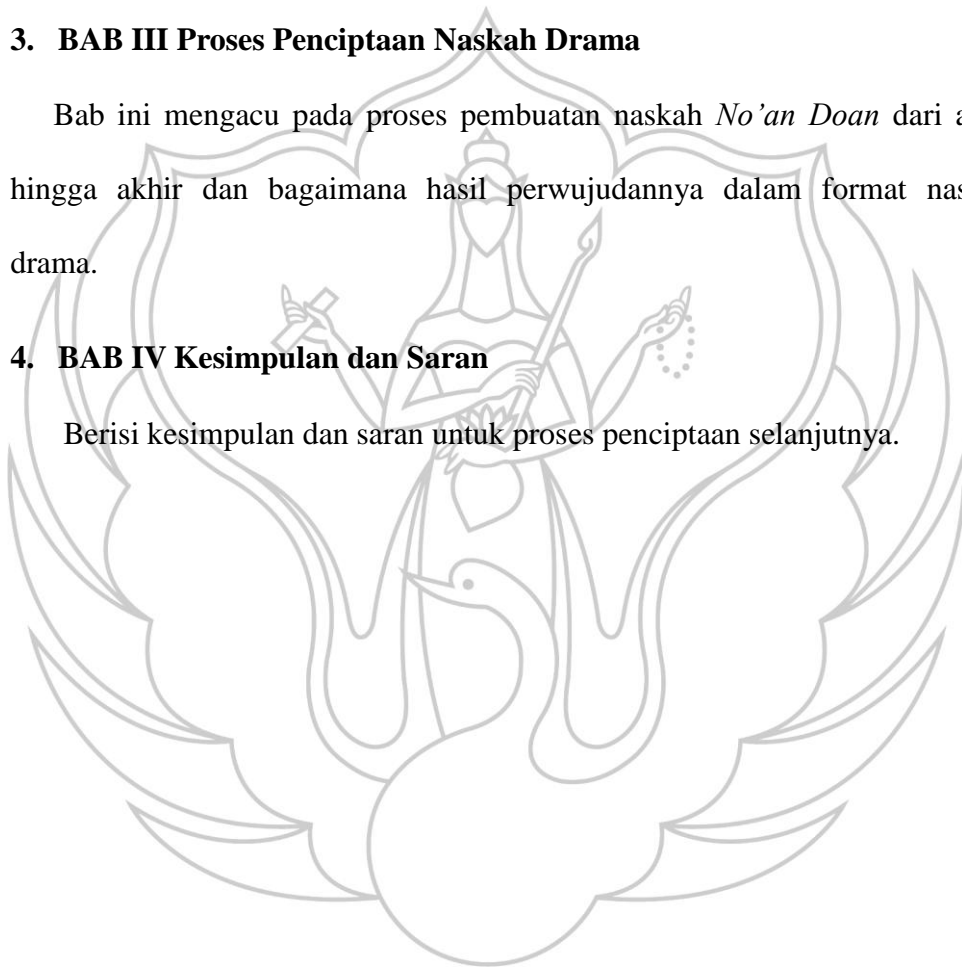 3. BAB III Proses Penciptaan Naskah Drama
Bab ini mengacu pada proses pembuatan naskah No’an Doan dari
hingga akhir dan bagaimana hasil perwujudannya dalam format
drama.
4. BAB IV Kesimpulan dan Saran
Berisi kesimpulan dan saran untuk proses penciptaan selanjutnya.